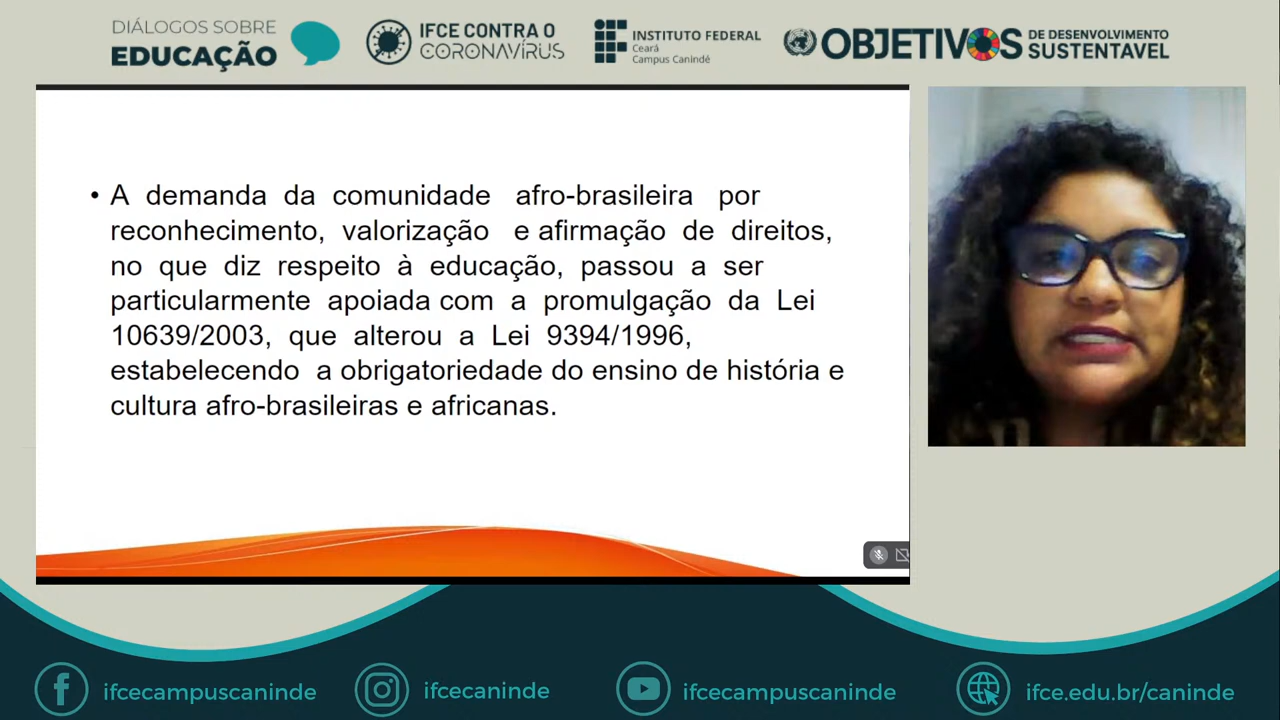 DIÁLOGOS SOBRE
EDUCAÇÃO
IFCE CONTRA O
CORONAVÍRUS
INSTITUTO FEDERAL
Ceará
Campus Canindé
OBJETIVOS
DE DESENVOLVIMENTO
SUSTENTAVEL
• A demanda da comunidade afro-brasileira por
reconhecimento, valorização e afirmação de direitos,
no que diz respeito à educação, passou a ser
particularmente apoiada com a promulgação da Lei
10639/2003, que alterou a Lei 9394/1996,
estabelecendo a obrigatoriedade do ensino de história e
cultura afro-brasileiras e africanas.
ifcecampuscaninde
ifcecaninde
ifcecampuscaninde
ifce.edu.br/caninde